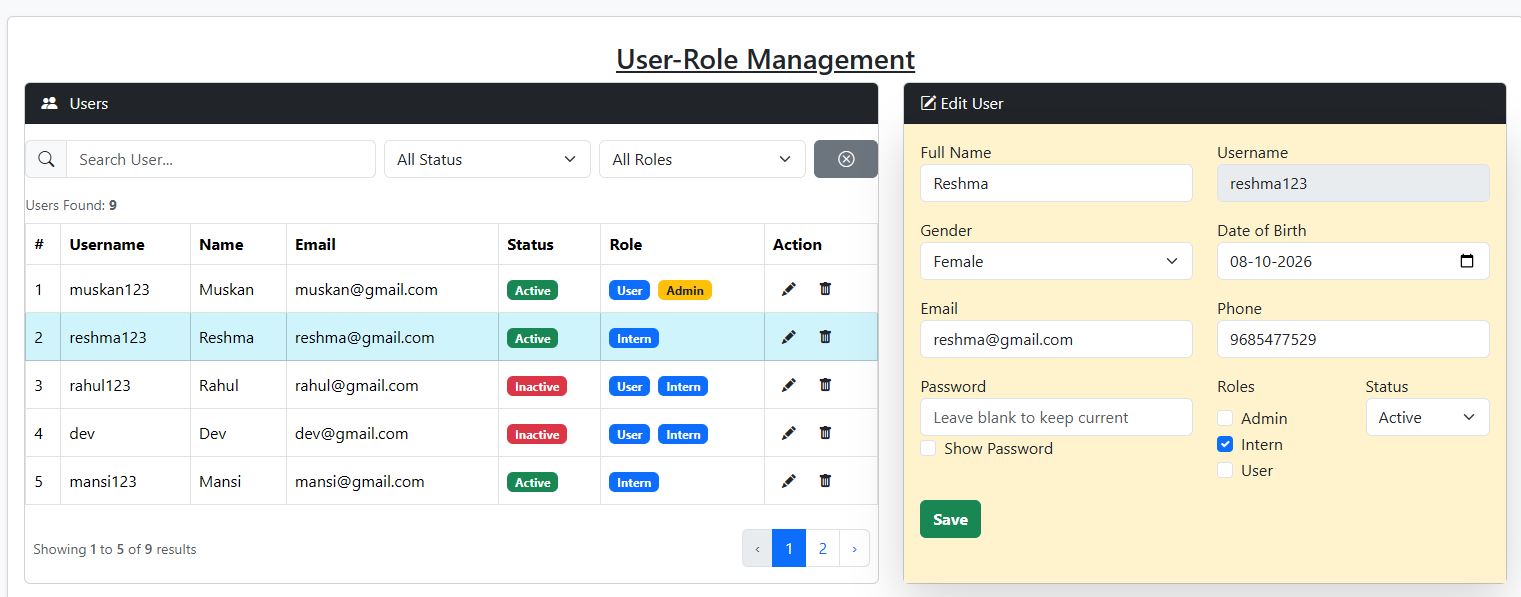 User-Role Management
Users
Search User...
All Status
All Roles
Users Found: 9
# Username Name Email Status Role Action
1 muskan123 Muskan muskan@gmail.com Active User Admin
2 reshma123 Reshma reshma@gmail.com Active Intern
3 rahul123 Rahul rahul@gmail.com Inactive User Intern
4 dev Dev dev@gmail.com Inactive User Intern
5 mansi123 Mansi mansi@gmail.com Active Intern
Showing 1 to 5 of 9 results
‹ 1 2 ›
Edit User
Full Name Username
Reshma reshma123
Gender Date of Birth
Female 08-10-2026
Email Phone
reshma@gmail.com 9685477529
Password Roles Status
Leave blank to keep current Admin Active
Show Password Intern
User
Save